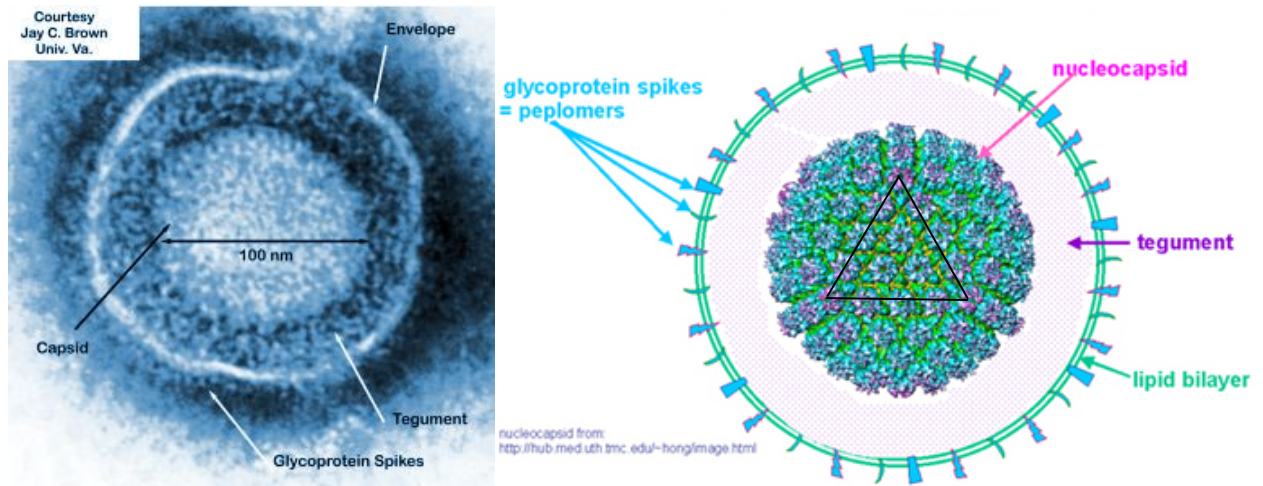 Courtesy
Jay C. Brown
Univ. Va.
Envelope
100 nm
Capsid
Tegument
Glycoprotein Spikes
glycoprotein spikes
= peplomers
nucleocapsid
tegument
lipid bilayer
nucleocapsid from:
http://hub.med.uth.tmc.edu/~hong/image.html